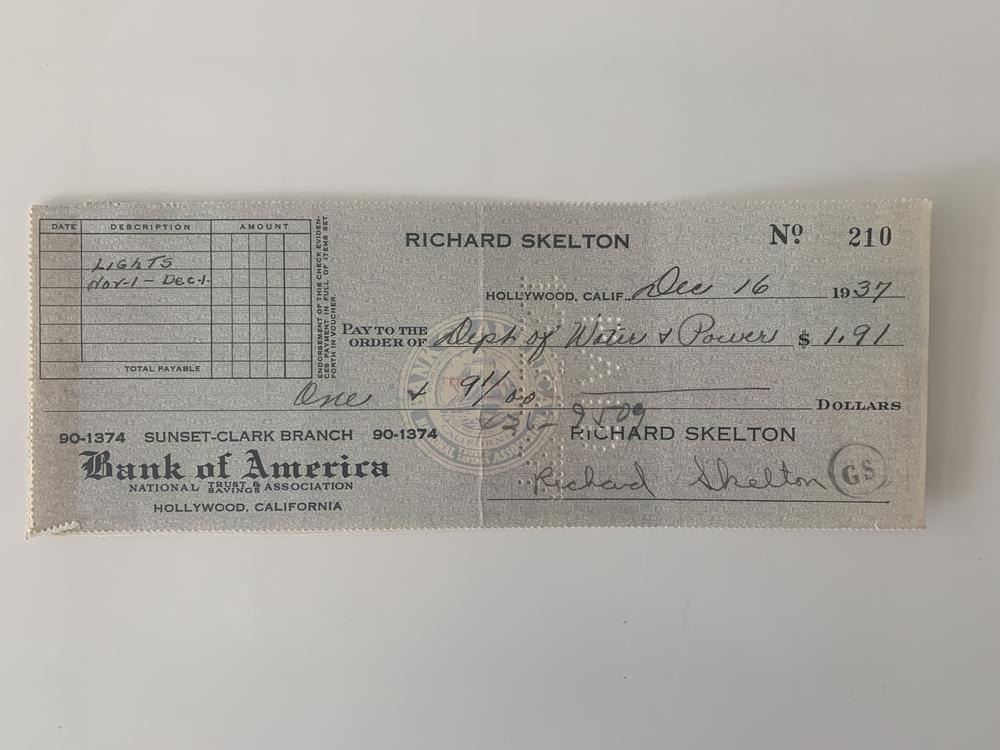 DATE DESCRIPTION AMOUNT
LIGHTS
Nov-1 - Dec-1-
TOTAL PAYABLE
ENDORSEMENT OF THIS CHECK EVIDEN-
CES PAYMENT IN FULL OF ITEMS SET
FORTH IN VOUCHER.
RICHARD SKELTON Nº 210
HOLLYWOOD, CALIF. Dec 16 1937
PAY TO THE
ORDER OF Dept of Water & Power $ 1.91
One & 91/00 DOLLARS
90-1374 SUNSET-CLARK BRANCH 90-1374
Bank of America
NATIONAL TRUST & SAVINGS ASSOCIATION
HOLLYWOOD, CALIFORNIA
RICHARD SKELTON
Richard Skelton GS